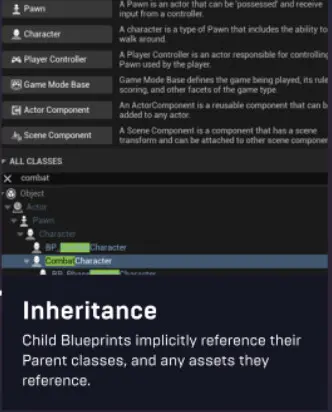 Pawn
A Pawn is an actor that can be 'possessed' and receive
input from a controller.
Character
A character is a type of Pawn that includes the ability to
walk around.
Player Controller
A Player Controller is an actor responsible for controlling
Pawn used by the player.
Game Mode Base
Game Mode Base defines the game being played, its rule
scoring, and other facets of the game type.
Actor Component
An ActorComponent is a reusable component that can b
added to any actor.
Scene Component
A Scene Component is a component that has a scene
transform and can be attached to other scene componen
ALL CLASSES
combat
Object
Actor
Pawn
Character
BP_ Character
CombatCharacter
Inheritance
Child Blueprints implicitly reference their
Parent classes, and any assets they
reference.